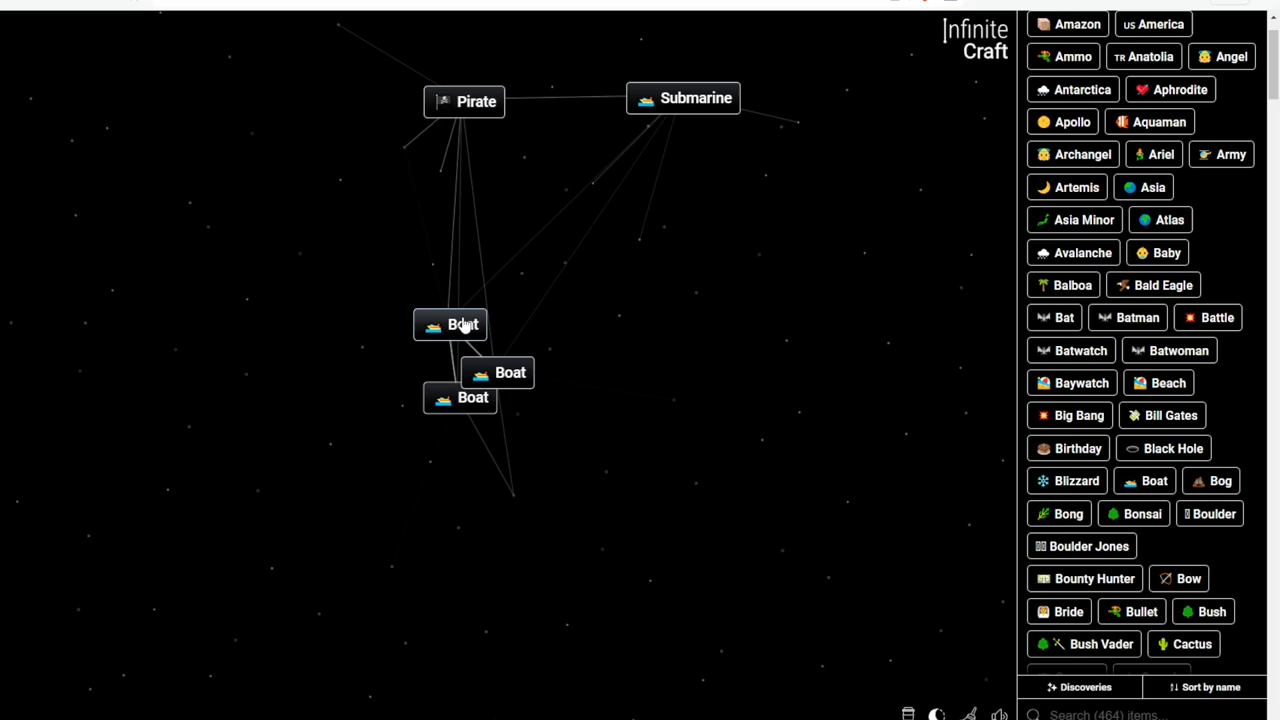 Infinite
Craft
Pirate
Submarine
Boat
Boat
Boat
Amazon
US America
Ammo
TR Anatolia
Angel
Antarctica
Aphrodite
Apollo
Aquaman
Archangel
Ariel
Army
Artemis
Asia
Asia Minor
Atlas
Avalanche
Baby
Balboa
Bald Eagle
Bat
Batman
Battle
Batwatch
Batwoman
Baywatch
Beach
Big Bang
Bill Gates
Birthday
Black Hole
Blizzard
Boat
Bog
Bong
Bonsai
Boulder
Boulder Jones
Bounty Hunter
Bow
Bride
Bullet
Bush
Bush Vader
Cactus
Discoveries
Sort by name
Search (464) items...